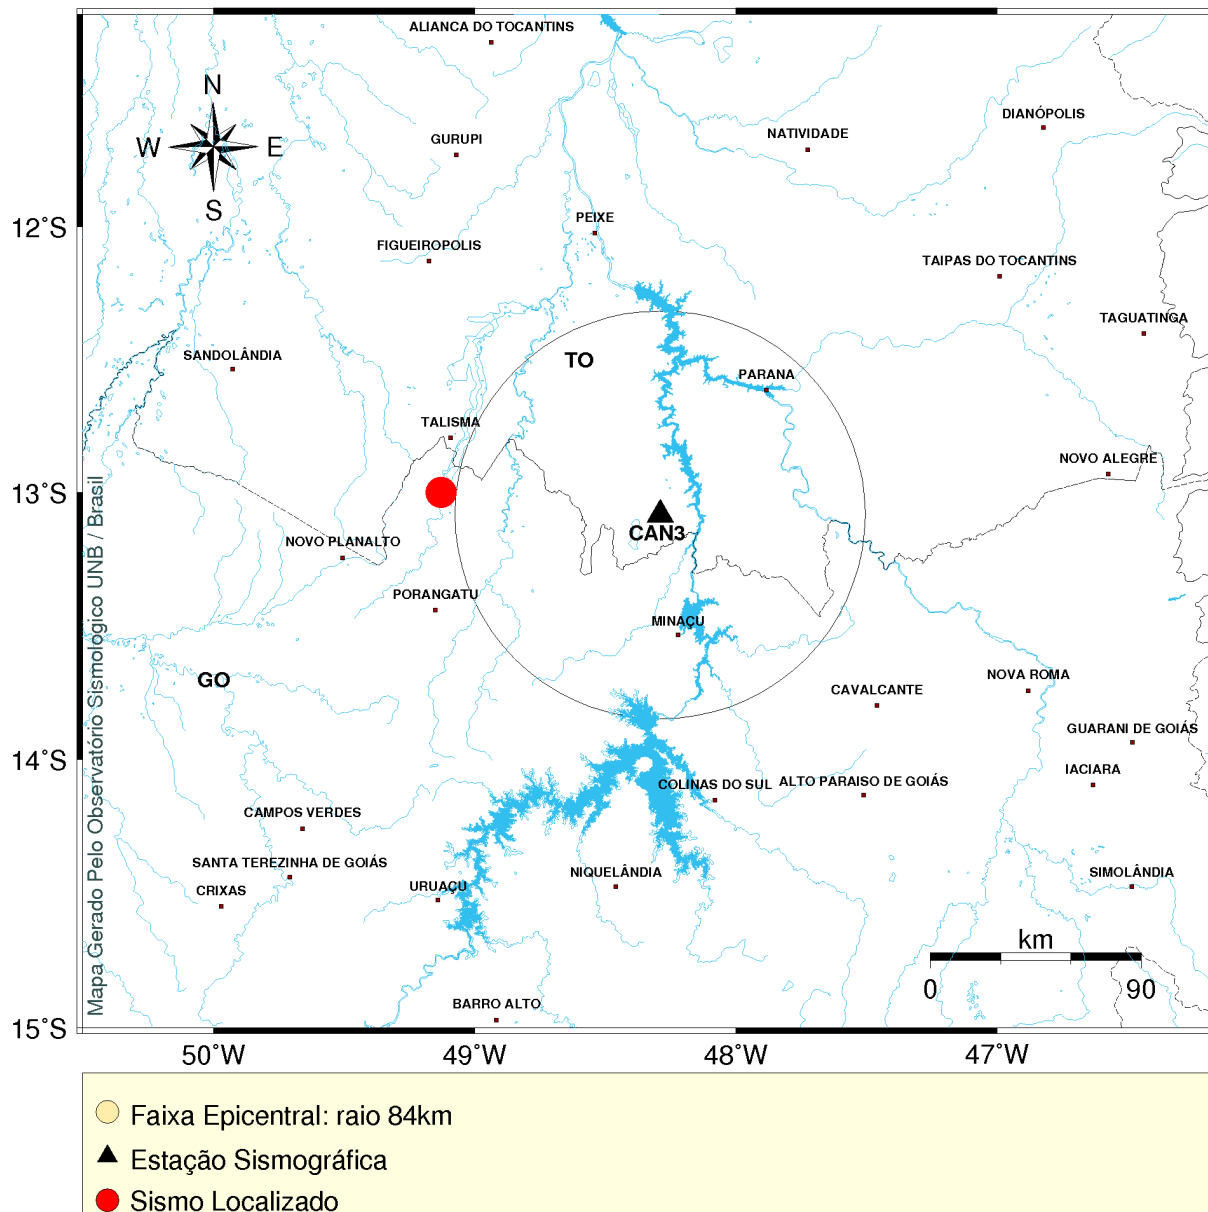 ALIANCA DO TOCANTINS
N
W E
S
GURUPI
NATIVIDADE
DIANÓPOLIS
12°S
PEIXE
FIGUEIROPOLIS
TAIPAS DO TOCANTINS
TAGUATINGA
SANDOLÂNDIA
TO
PARANA
TALISMA
NOVO ALEGRE
13°S
CAN3
NOVO PLANALTO
PORANGATU
MINAÇU
GO
NOVA ROMA
CAVALCANTE
GUARANI DE GOIÁS
14°S
IACIARA
COLINAS DO SUL
ALTO PARAISO DE GOIÁS
CAMPOS VERDES
SANTA TEREZINHA DE GOIÁS
CRIXAS
URUAÇU
NIQUELÂNDIA
SIMOLÂNDIA
km
0 90
BARRO ALTO
15°S
50°W 49°W 48°W 47°W
Mapa Gerado Pelo Observatório Sismologico UNB / Brasil
Faixa Epicentral: raio 84km
Estação Sismográfica
Sismo Localizado